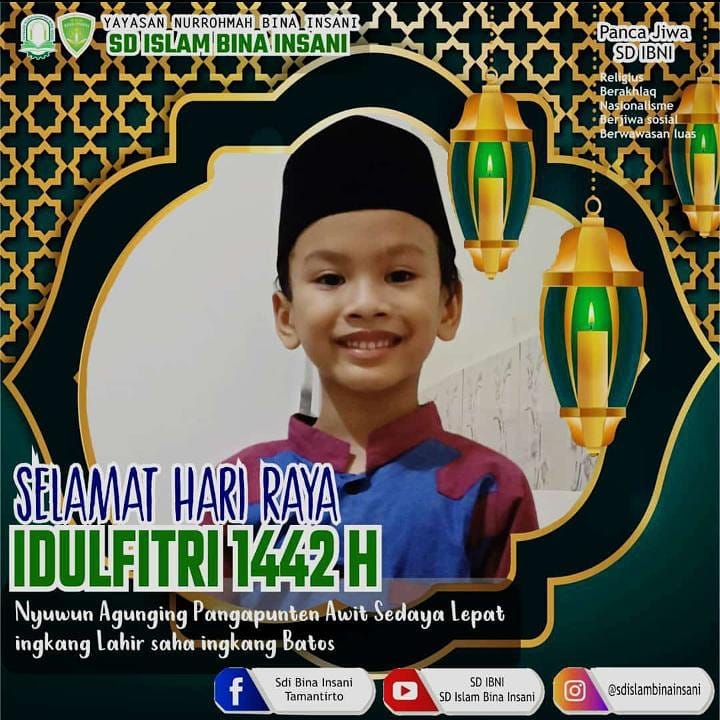 YAYASAN NURROHMAH BINA INSANI
SD ISLAM BINA INSANI
Panca Jiwa
SD IBNI
Religius
Berakhlaq
Nasionalisme
Berjiwa sosial
Berwawasan luas
SELAMAT HARI RAYA
IDULFITRI 1442 H
Nyuwun Agunging Pangapunten Awit Sedaya Lepat
ingkang Lahir saha ingkang Batos
Sdi Bina Insani
Tamantirto
SD IBNI
SD Islam Bina Insani
@sdislambinainsani